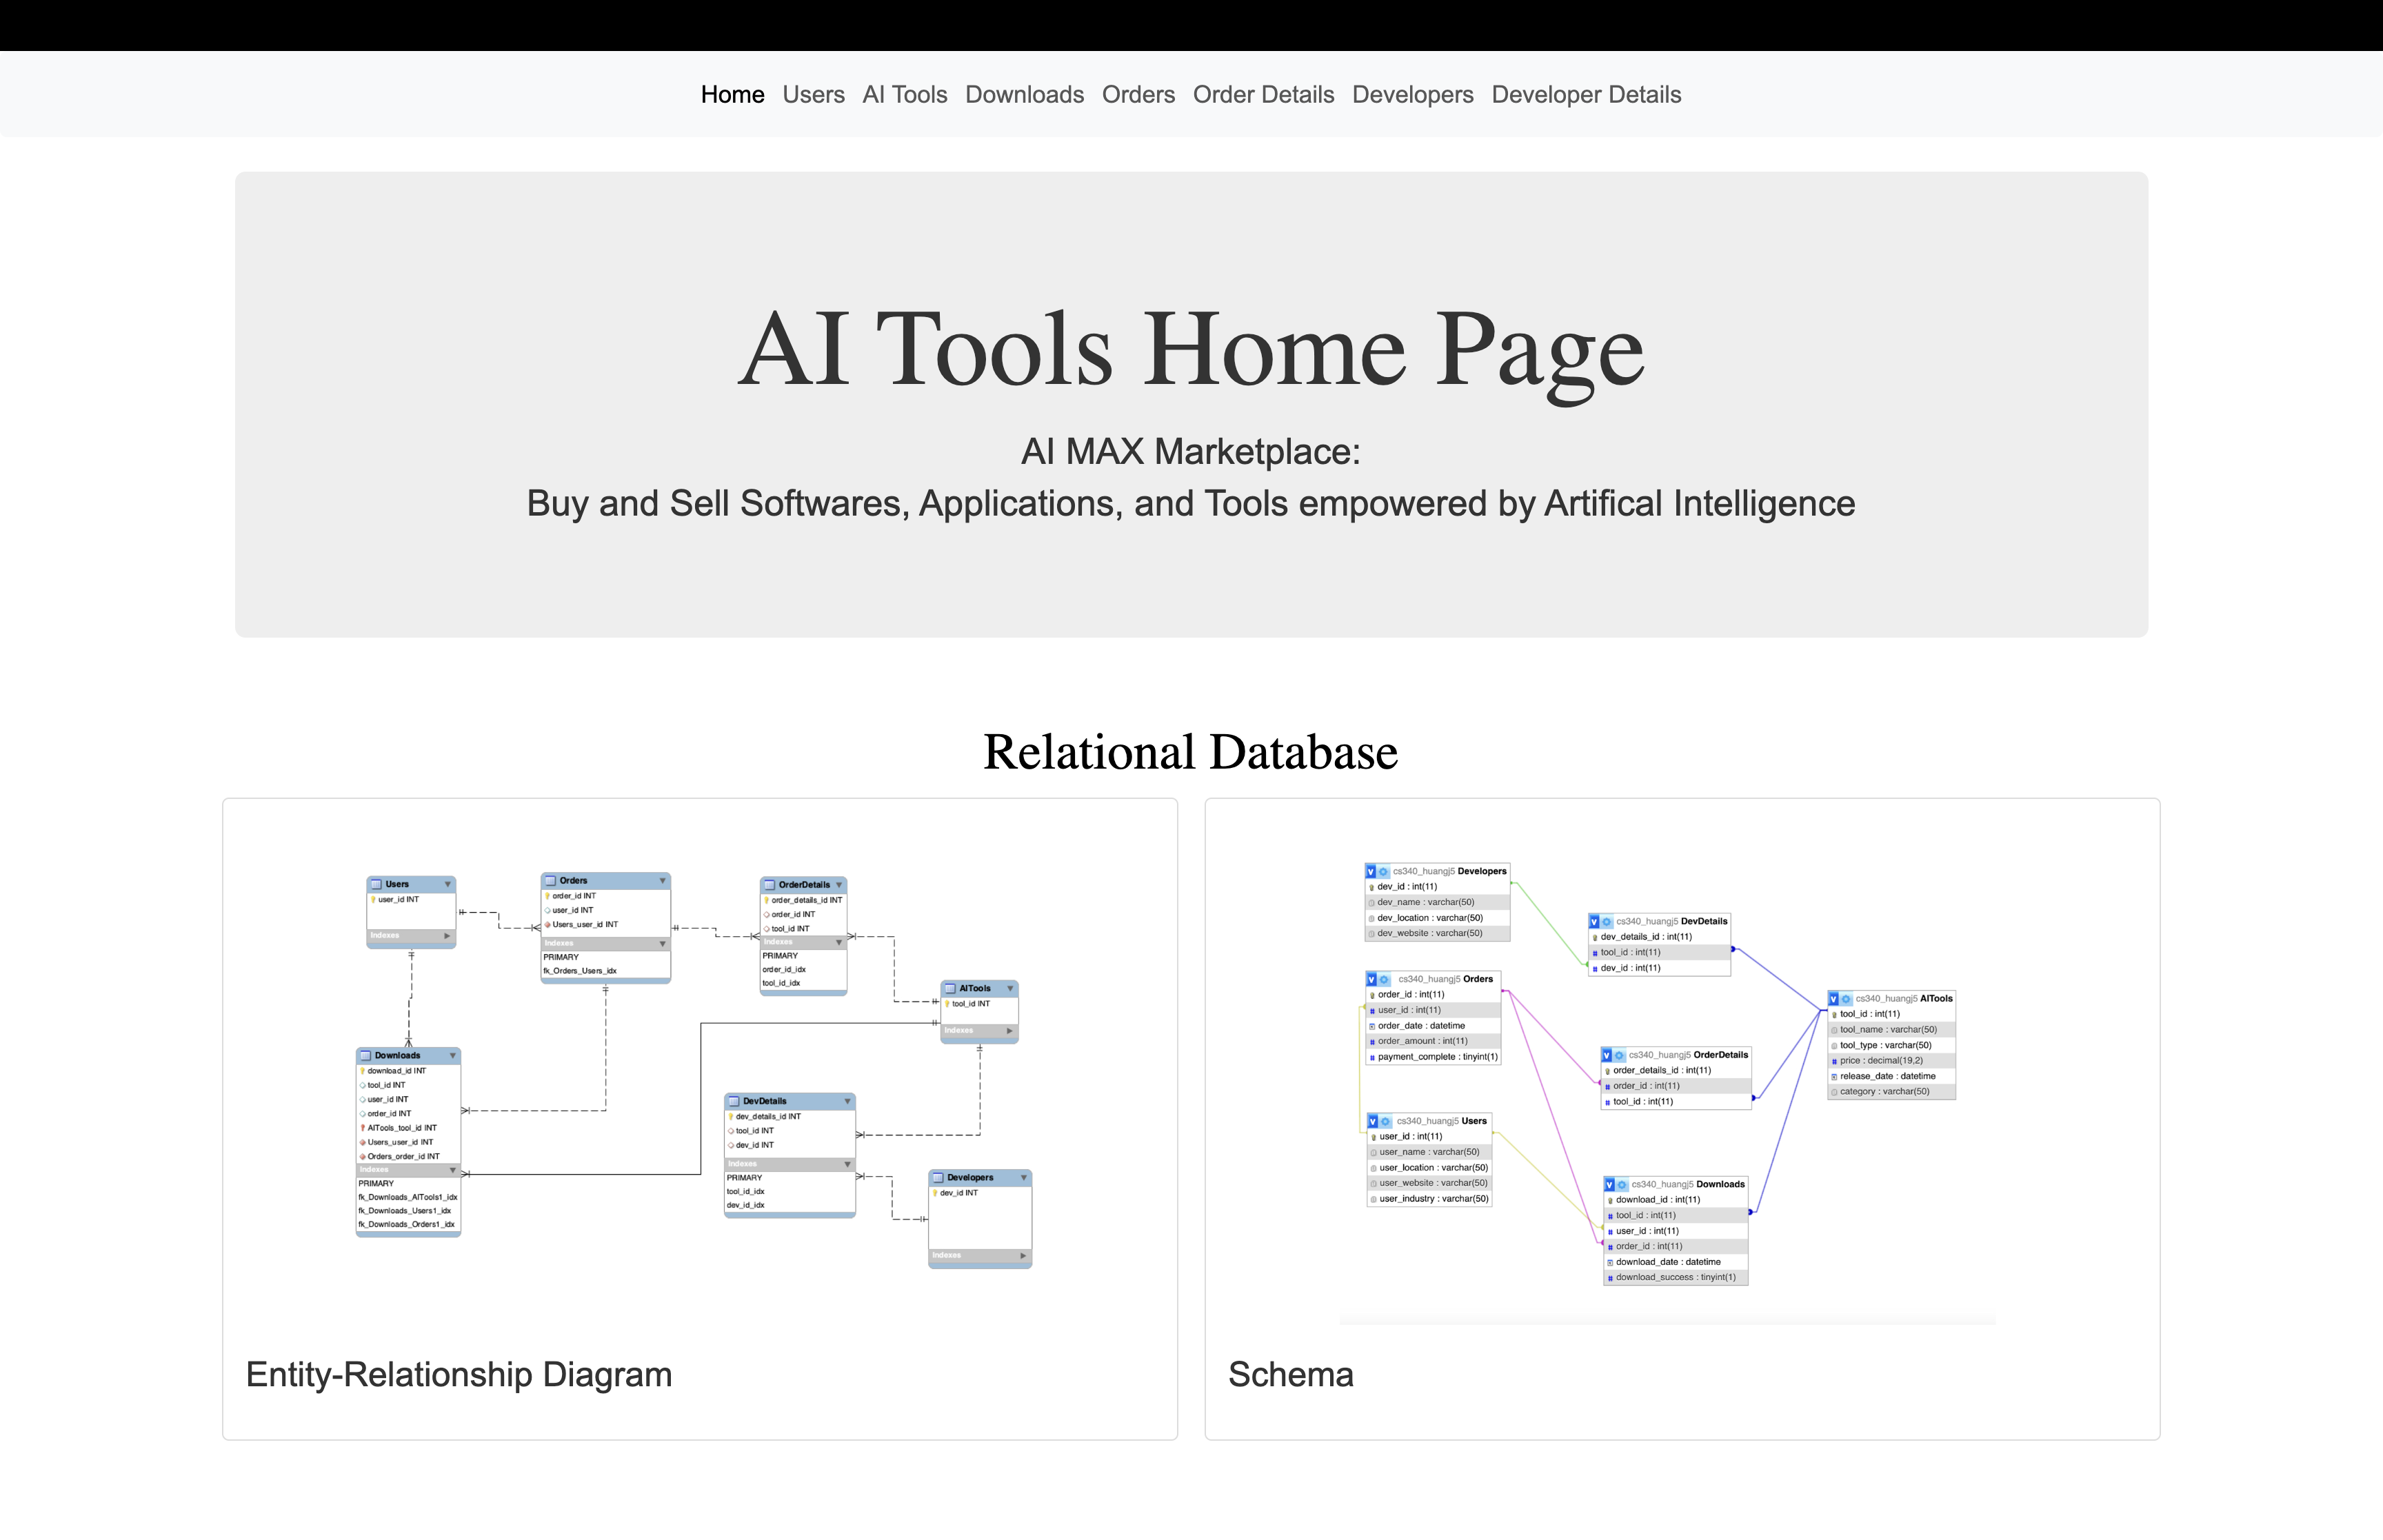 Home Users AI Tools Downloads Orders Order Details Developers Developer Details
AI Tools Home Page
AI MAX Marketplace:
Buy and Sell Softwares, Applications, and Tools empowered by Artifical Intelligence
Relational Database
Users
user_id INT
Indexes
Orders
order_id INT
user_id INT
Users_user_id INT
Indexes
PRIMARY
fk_Orders_Users_idx
OrderDetails
order_details_id INT
order_id INT
tool_id INT
Indexes
PRIMARY
order_id_idx
tool_id_idx
AITools
tool_id INT
Indexes
Downloads
download_id INT
tool_id INT
user_id INT
order_id INT
AITools_tool_id INT
Users_user_id INT
Orders_order_id INT
Indexes
PRIMARY
fk_Downloads_AITools1_idx
fk_Downloads_Users1_idx
fk_Downloads_Orders1_idx
DevDetails
dev_details_id INT
tool_id INT
dev_id INT
Indexes
PRIMARY
tool_id_idx
dev_id_idx
Developers
dev_id INT
Indexes
Entity-Relationship Diagram
v cs340_huangj5 Developers
dev_id : int(11)
dev_name : varchar(50)
dev_location : varchar(50)
dev_website : varchar(50)
v cs340_huangj5 DevDetails
dev_details_id : int(11)
# tool_id : int(11)
# dev_id : int(11)
v cs340_huangj5 Orders
order_id : int(11)
# user_id : int(11)
order_date : datetime
# order_amount : int(11)
# payment_complete : tinyint(1)
v cs340_huangj5 AITools
tool_id : int(11)
tool_name : varchar(50)
tool_type : varchar(50)
# price : decimal(19,2)
release_date : datetime
category : varchar(50)
v cs340_huangj5 OrderDetails
order_details_id : int(11)
# order_id : int(11)
# tool_id : int(11)
v cs340_huangj5 Users
user_id : int(11)
user_name : varchar(50)
user_location : varchar(50)
user_website : varchar(50)
user_industry : varchar(50)
v cs340_huangj5 Downloads
download_id : int(11)
# tool_id : int(11)
# user_id : int(11)
# order_id : int(11)
download_date : datetime
# download_success : tinyint(1)
Schema